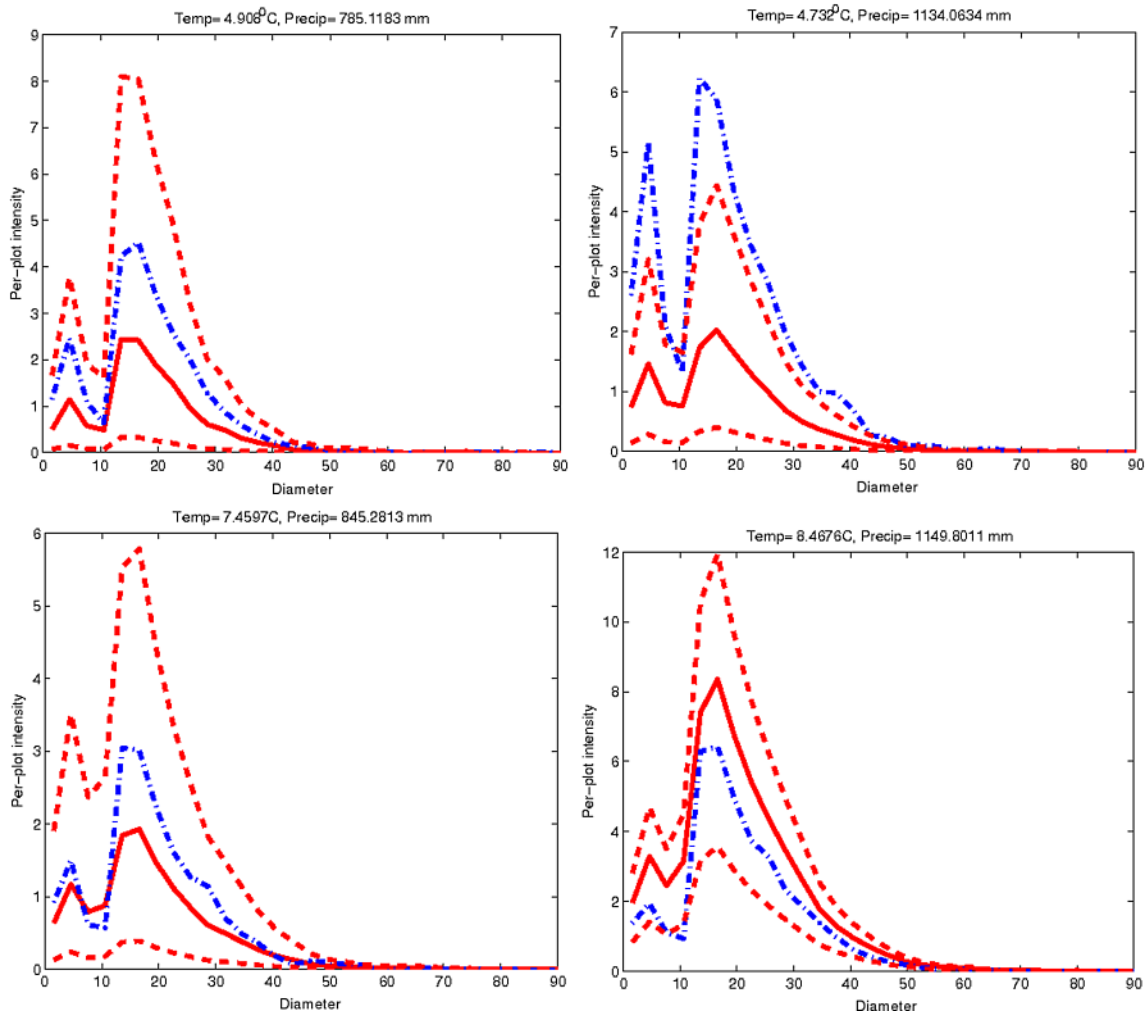 Temp= 4.908⁰C, Precip= 785.1183 mm
9
8
7
6
5
4
3
2
1
0
Per-plot intensity
0 10 20 30 40 50 60 70 80 90
Diameter
Temp= 4.732⁰C, Precip= 1134.0634 mm
7
6
5
4
3
2
1
0
Per-plot intensity
0 10 20 30 40 50 60 70 80 90
Diameter
Temp= 7.4597C, Precip= 845.2813 mm
6
5
4
3
2
1
0
Per-plot intensity
0 10 20 30 40 50 60 70 80 90
Diameter
Temp= 8.4676C, Precip= 1149.8011 mm
12
10
8
6
4
2
0
Per-plot intensity
0 10 20 30 40 50 60 70 80 90
Diameter